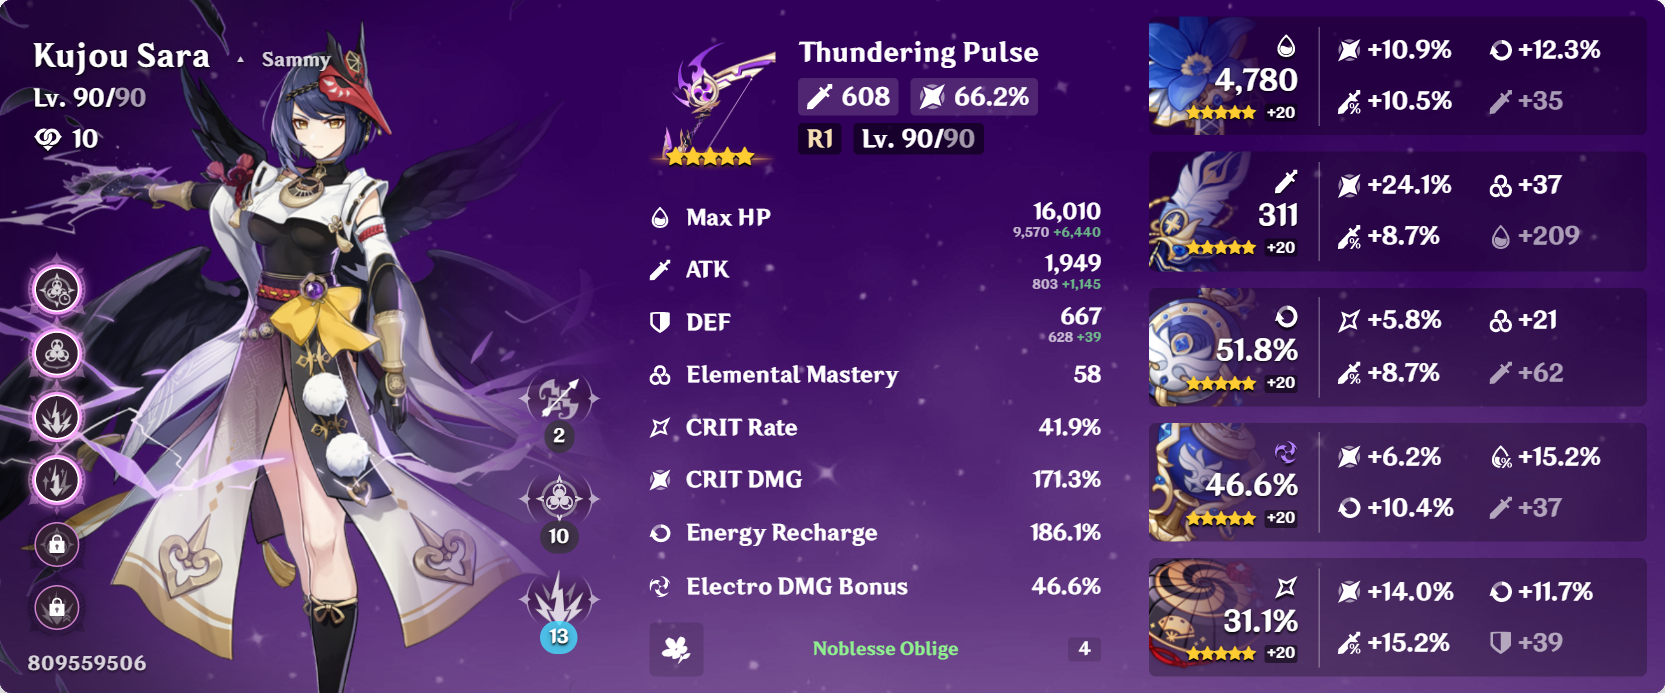 Kujou Sara · Sammy
Lv. 90/90
10
2
10
13
809559506
Thundering Pulse
608 66.2%
R1 Lv. 90/90
Max HP 16,010
9,570 +6,440
ATK 1,949
803 +1,145
DEF 667
628 +39
Elemental Mastery 58
CRIT Rate 41.9%
CRIT DMG 171.3%
Energy Recharge 186.1%
Electro DMG Bonus 46.6%
Noblesse Oblige 4
4,780
+20
+10.9% +12.3%
+10.5% +35
311
+20
+24.1% +37
+8.7% +209
51.8%
+20
+5.8% +21
+8.7% +62
46.6%
+20
+6.2% +15.2%
+10.4% +37
31.1%
+20
+14.0% +11.7%
+15.2% +39